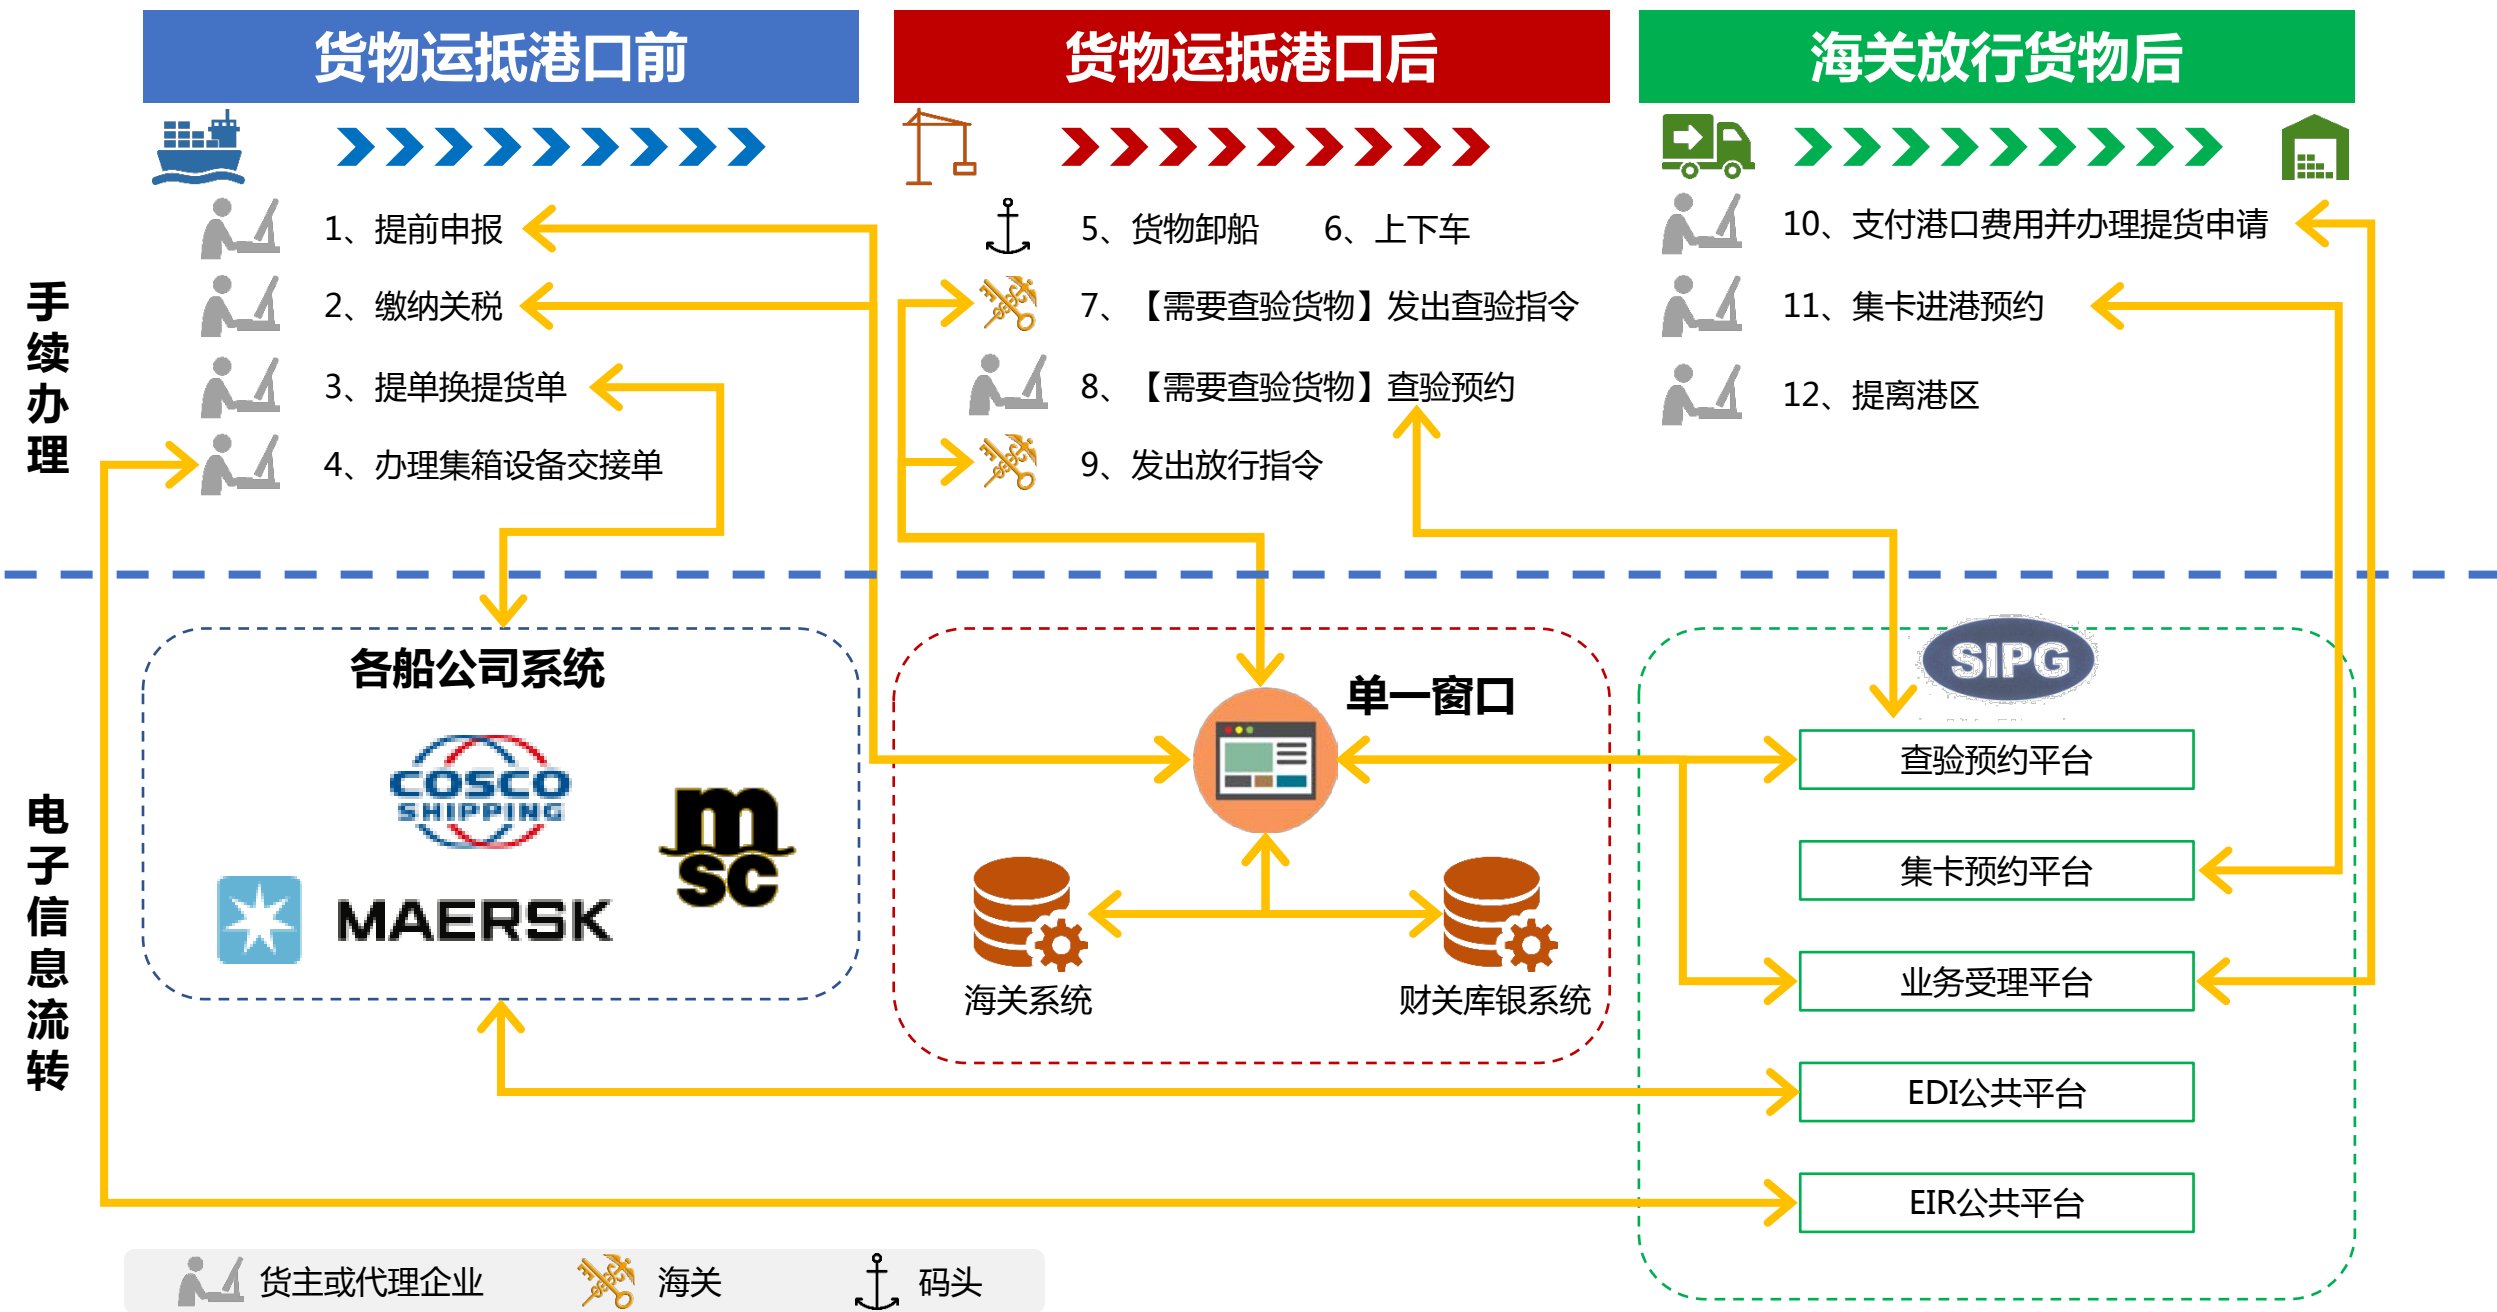 货物运抵港口前
货物运抵港口后
海关放行货物后
手续办理
1、提前申报
2、缴纳关税
3、提单换提货单
4、办理集箱设备交接单
5、货物卸船
6、上下车
7、【需要查验货物】发出查验指令
8、【需要查验货物】查验预约
9、发出放行指令
10、支付港口费用并办理提货申请
11、集卡进港预约
12、提离港区
电子信息流转
各船公司系统
COSCO
SHIPPING
msc
MAERSK
单一窗口
海关系统
财关库银系统
SIPG
查验预约平台
集卡预约平台
业务受理平台
EDI公共平台
EIR公共平台
货主或代理企业
海关
码头